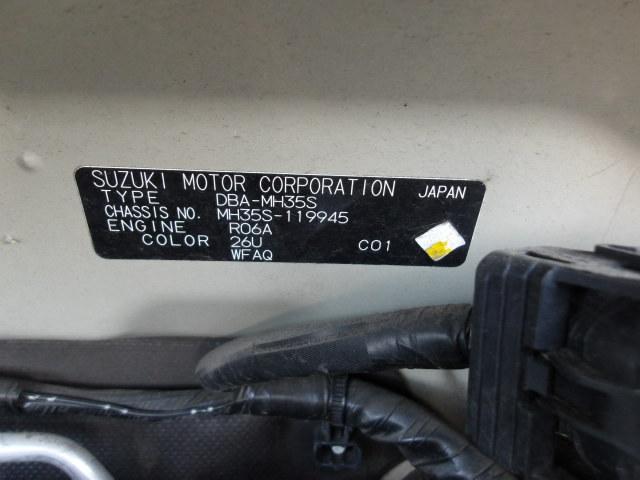 SUZUKI MOTOR CORPORATION JAPAN
TYPE DBA-MH35S
CHASSIS NO. MH35S-119945
ENGINE R06A
COLOR 26U C01
WFAQ